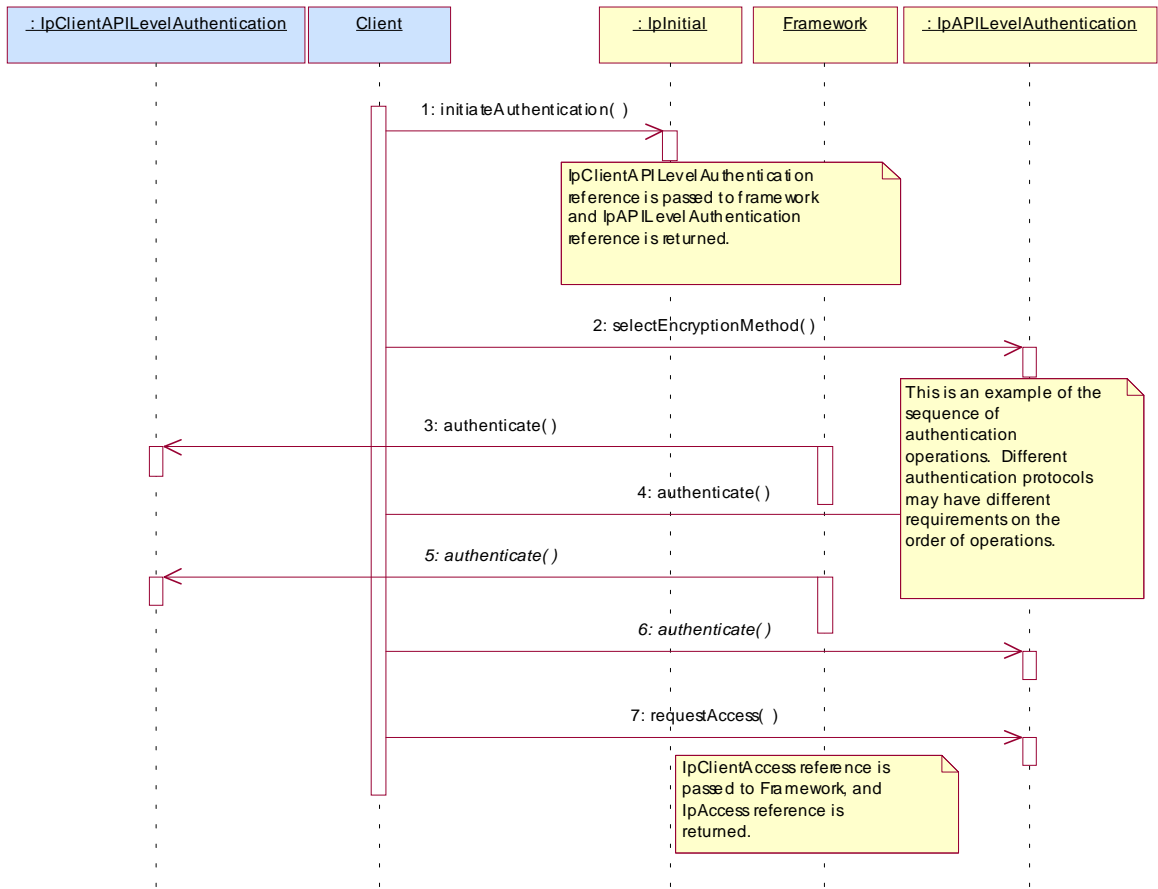 : IpClientAPILevelAuthentication
Client
: IpInitial
Framework
: IpAPILevelAuthentication
1: initiateAuthentication( )
IpClientAPILevelAuthentication
reference is passed to framework
and IpAPILevelAuthentication
reference is returned.
2: selectEncryptionMethod( )
This is an example of the
sequence of
authentication
operations. Different
authentication protocols
may have different
requirements on the
order of operations.
3: authenticate( )
4: authenticate( )
5: authenticate( )
6: authenticate( )
7: requestAccess( )
IpClientAccess reference is
passed to Framework, and
IpAccess reference is
returned.